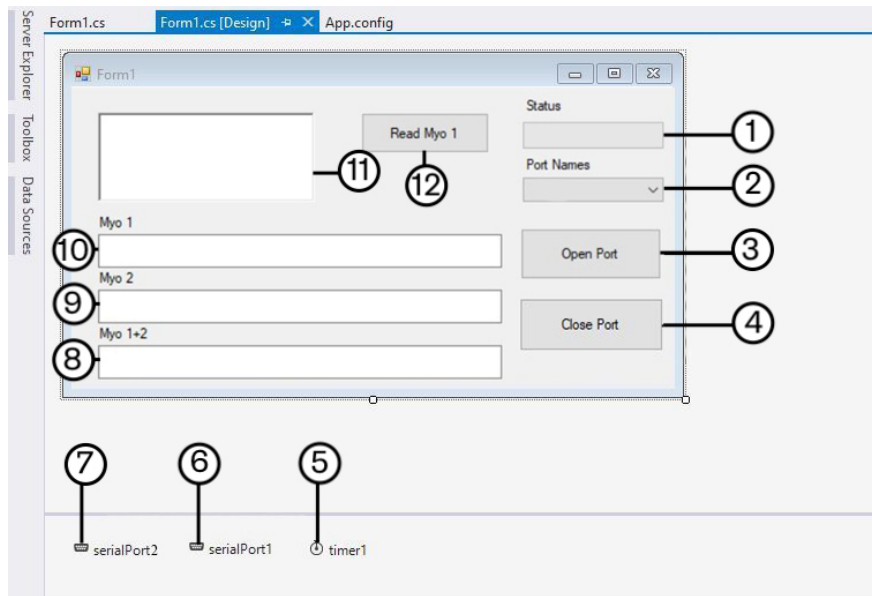 Form1.cs Form1.cs [Design] App.config
Server Explorer
Toolbox
Data Sources
Form1
Status
1
Read Myo 1
Port Names
11
12
2
Myo 1
10
Open Port
3
Myo 2
9
Close Port
4
Myo 1+2
8
7
6
5
serialPort2
serialPort1
timer1